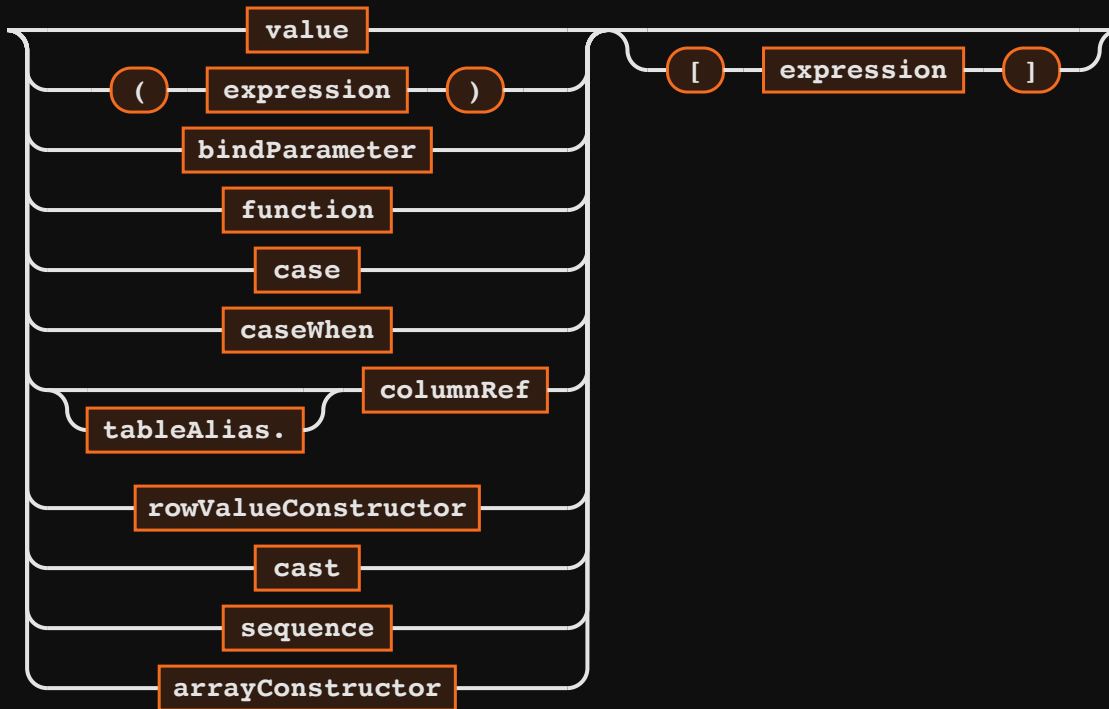 value
( expression ) [ expression ]
bindParameter
function
case
caseWhen
columnRef
tableAlias.
rowValueConstructor
cast
sequence
arrayConstructor